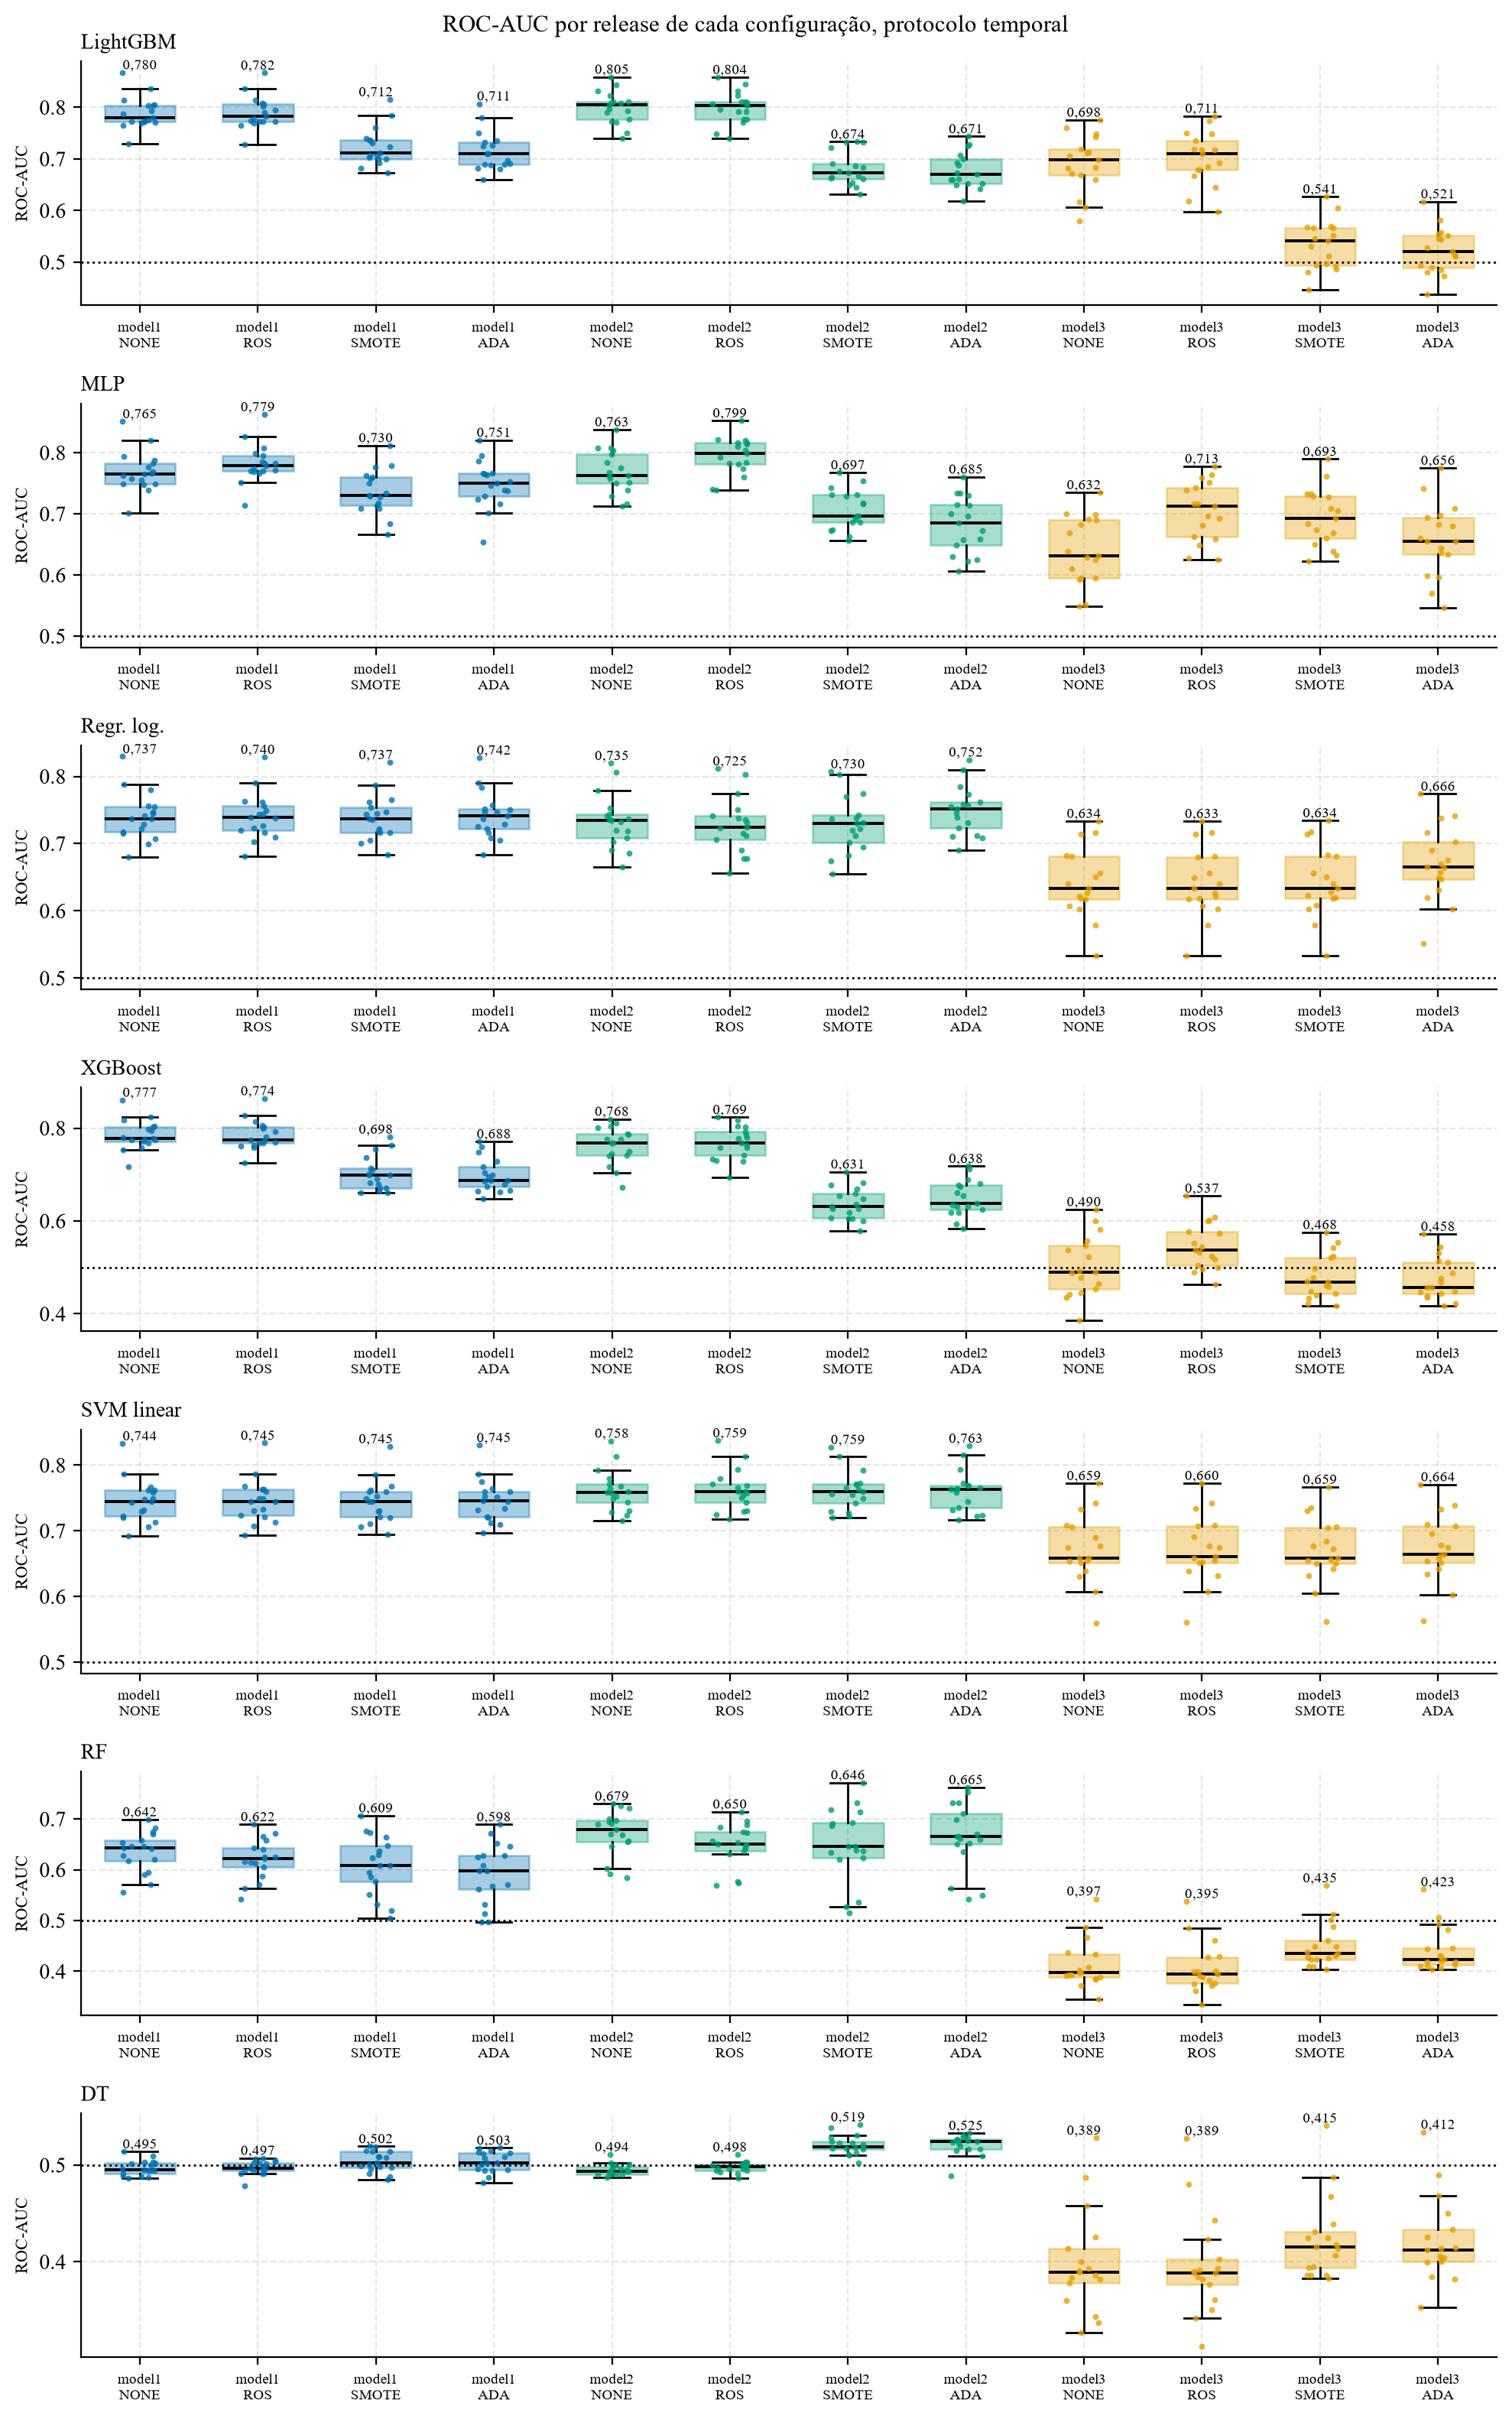 ROC-AUC por release de cada configuração, protocolo temporal
LightGBM
0,780 0,782 0,712 0,711 0,805 0,804 0,674 0,671 0,698 0,711 0,541 0,521
ROC-AUC
0.8
0.7
0.6
0.5
model1 model1 model1 model1 model2 model2 model2 model2 model3 model3 model3 model3
NONE ROS SMOTE ADA NONE ROS SMOTE ADA NONE ROS SMOTE ADA
MLP
0,765 0,779 0,730 0,751 0,763 0,799 0,697 0,685 0,632 0,713 0,693 0,656
ROC-AUC
0.8
0.7
0.6
0.5
model1 model1 model1 model1 model2 model2 model2 model2 model3 model3 model3 model3
NONE ROS SMOTE ADA NONE ROS SMOTE ADA NONE ROS SMOTE ADA
Regr. log.
0,737 0,740 0,737 0,742 0,735 0,725 0,730 0,752 0,634 0,633 0,634 0,666
ROC-AUC
0.8
0.7
0.6
0.5
model1 model1 model1 model1 model2 model2 model2 model2 model3 model3 model3 model3
NONE ROS SMOTE ADA NONE ROS SMOTE ADA NONE ROS SMOTE ADA
XGBoost
0,777 0,774 0,698 0,688 0,768 0,769 0,631 0,638 0,490 0,537 0,468 0,458
ROC-AUC
0.8
0.6
0.4
model1 model1 model1 model1 model2 model2 model2 model2 model3 model3 model3 model3
NONE ROS SMOTE ADA NONE ROS SMOTE ADA NONE ROS SMOTE ADA
SVM linear
0,744 0,745 0,745 0,745 0,758 0,759 0,759 0,763 0,659 0,660 0,659 0,664
ROC-AUC
0.8
0.7
0.6
0.5
model1 model1 model1 model1 model2 model2 model2 model2 model3 model3 model3 model3
NONE ROS SMOTE ADA NONE ROS SMOTE ADA NONE ROS SMOTE ADA
RF
0,642 0,622 0,609 0,598 0,679 0,650 0,646 0,665 0,397 0,395 0,435 0,423
ROC-AUC
0.7
0.6
0.5
0.4
model1 model1 model1 model1 model2 model2 model2 model2 model3 model3 model3 model3
NONE ROS SMOTE ADA NONE ROS SMOTE ADA NONE ROS SMOTE ADA
DT
0,495 0,497 0,502 0,503 0,494 0,498 0,519 0,525 0,389 0,389 0,415 0,412
ROC-AUC
0.5
0.4
model1 model1 model1 model1 model2 model2 model2 model2 model3 model3 model3 model3
NONE ROS SMOTE ADA NONE ROS SMOTE ADA NONE ROS SMOTE ADA